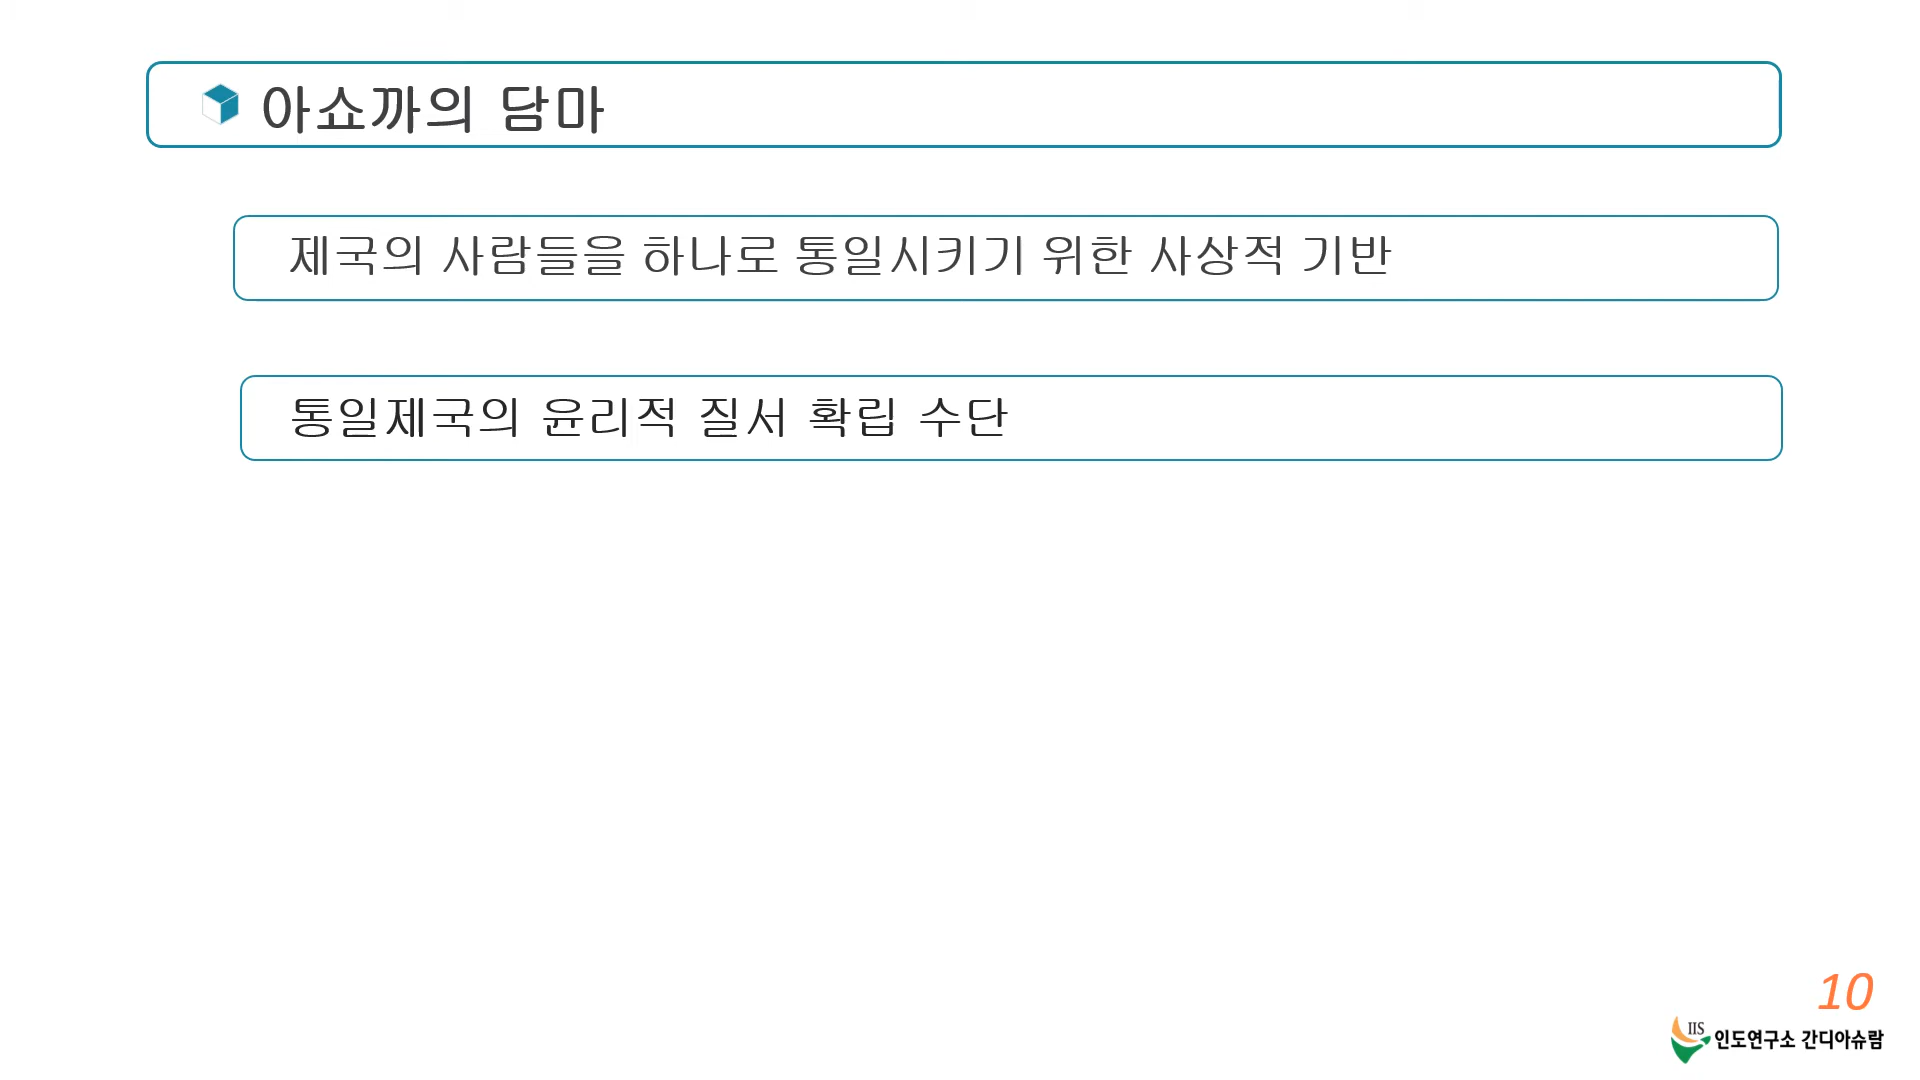 아쇼까의 담마
제국의 사람들을 하나로 통일시키기 위한 사상적 기반
통일제국의 윤리적 질서 확립 수단
10
IIS 인도연구소 간디아슈람